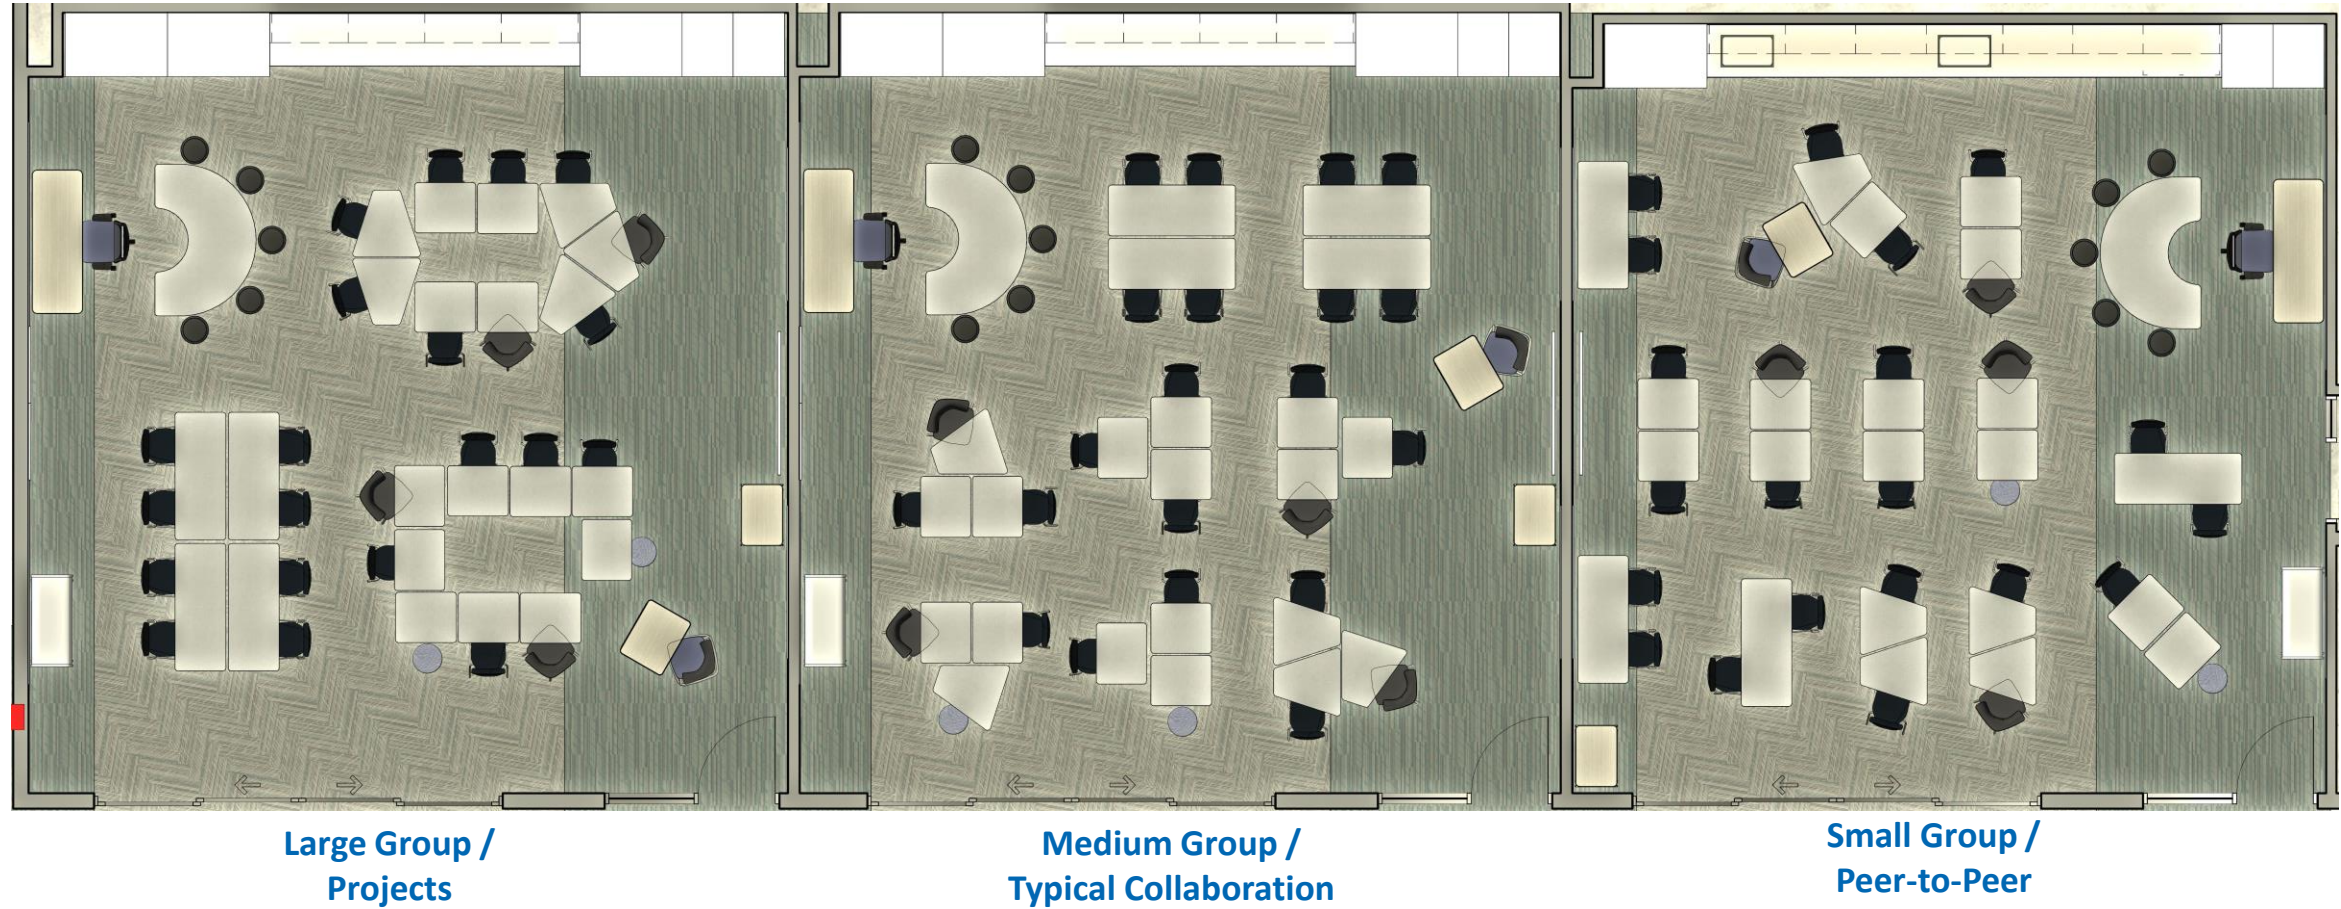 Large Group /
Projects
Medium Group /
Typical Collaboration
Small Group /
Peer-to-Peer